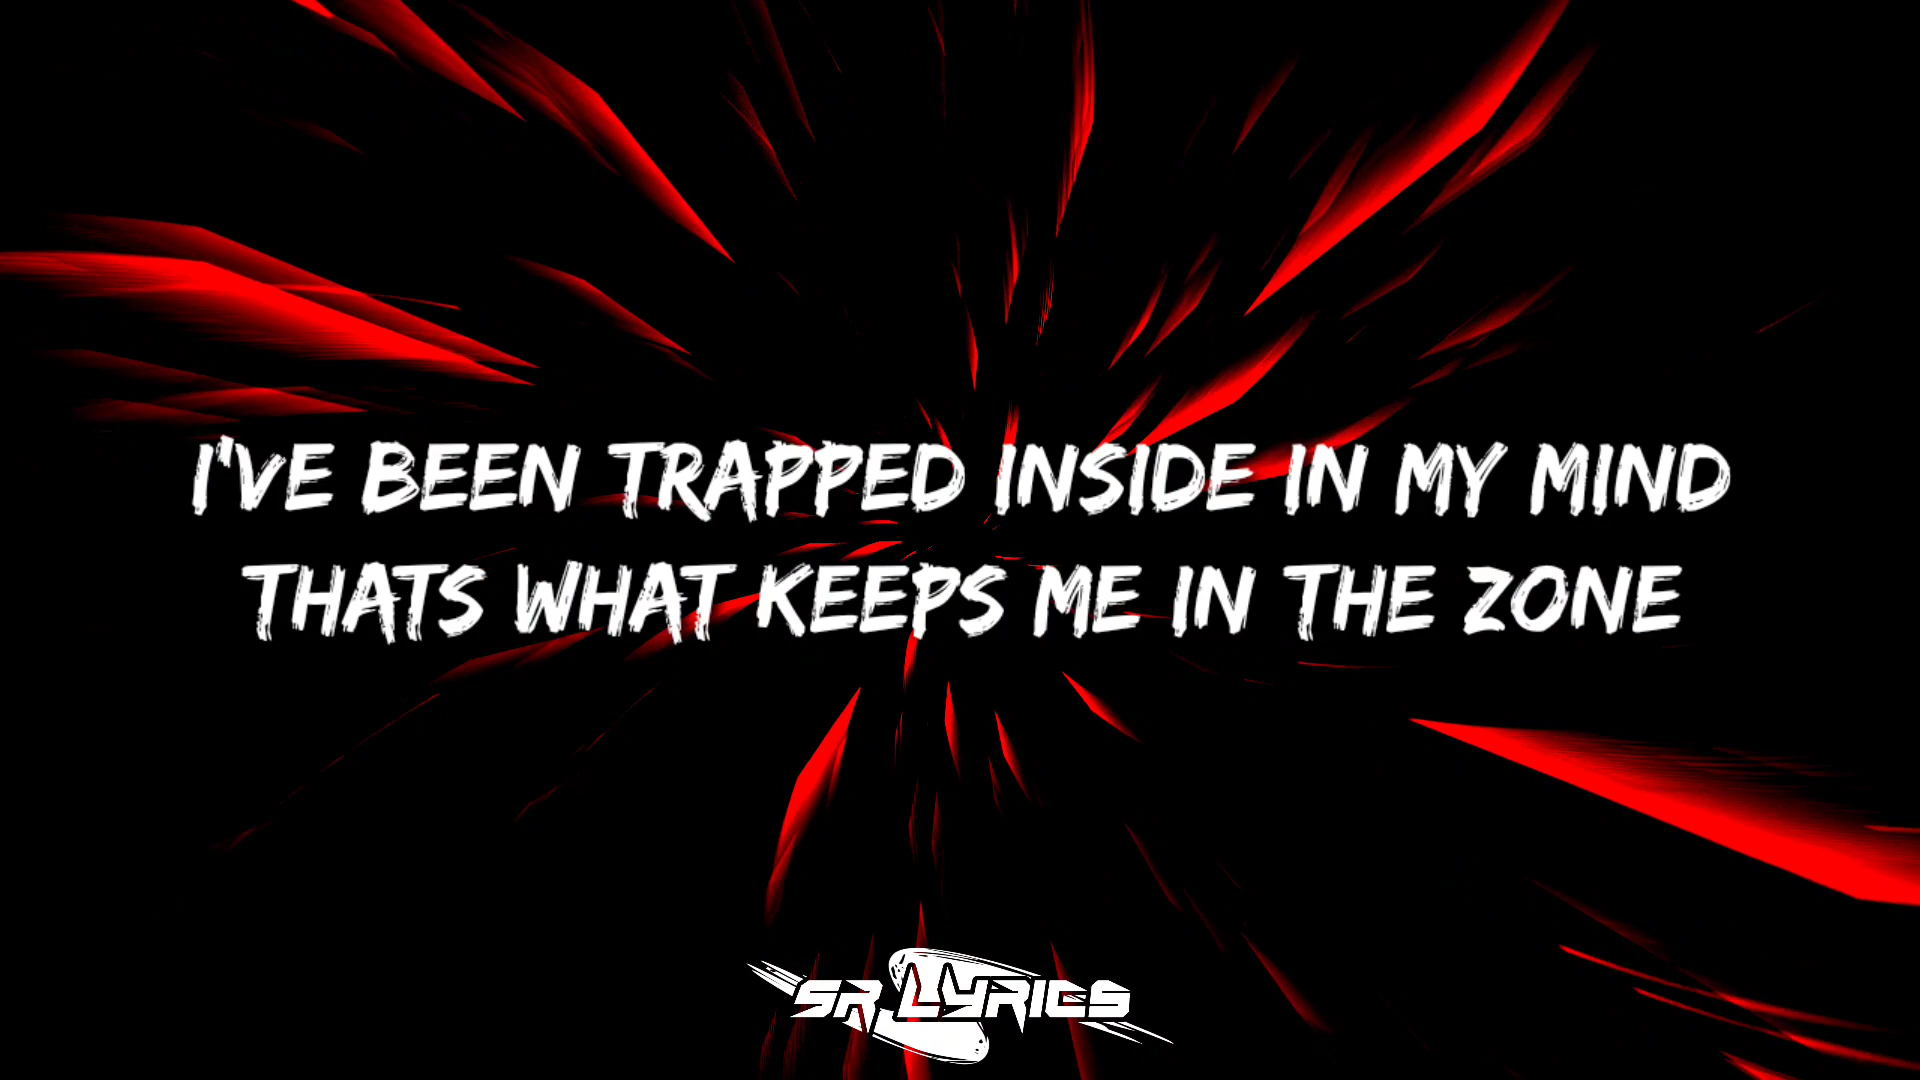 I'VE BEEN TRAPPED INSIDE IN MY MIND
THATS WHAT KEEPS ME IN THE ZONE
SR LYRICS